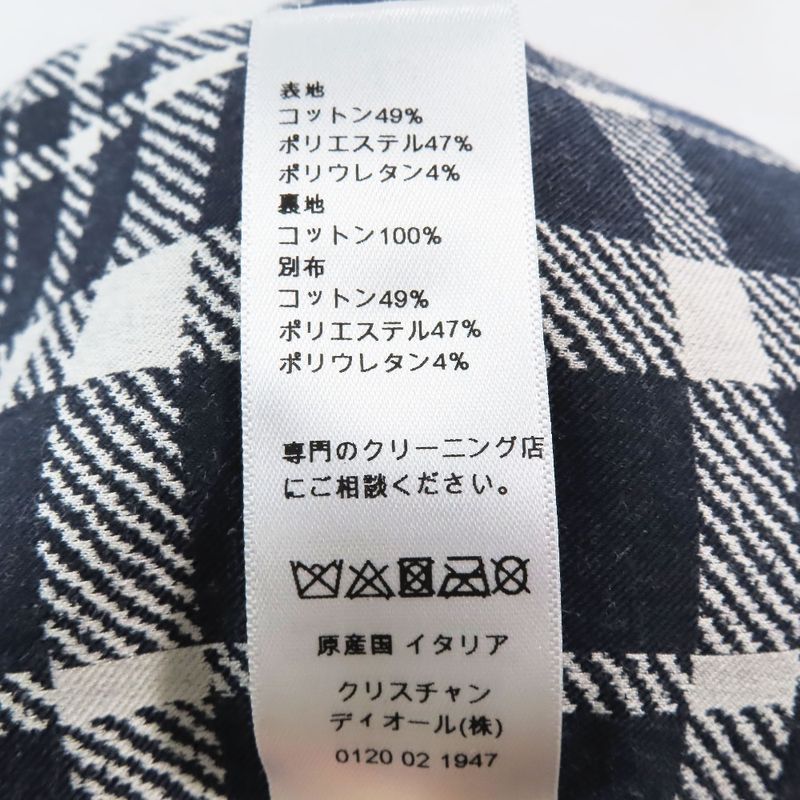 表地
コットン49%
ポリエステル47%
ポリウレタン4%
裏地
コットン100%
別布
コットン49%
ポリエステル47%
ポリウレタン4%
専門のクリーニング店
にご相談ください。
原産国 イタリア
クリスチャン
ディオール(株)
0120 02 1947